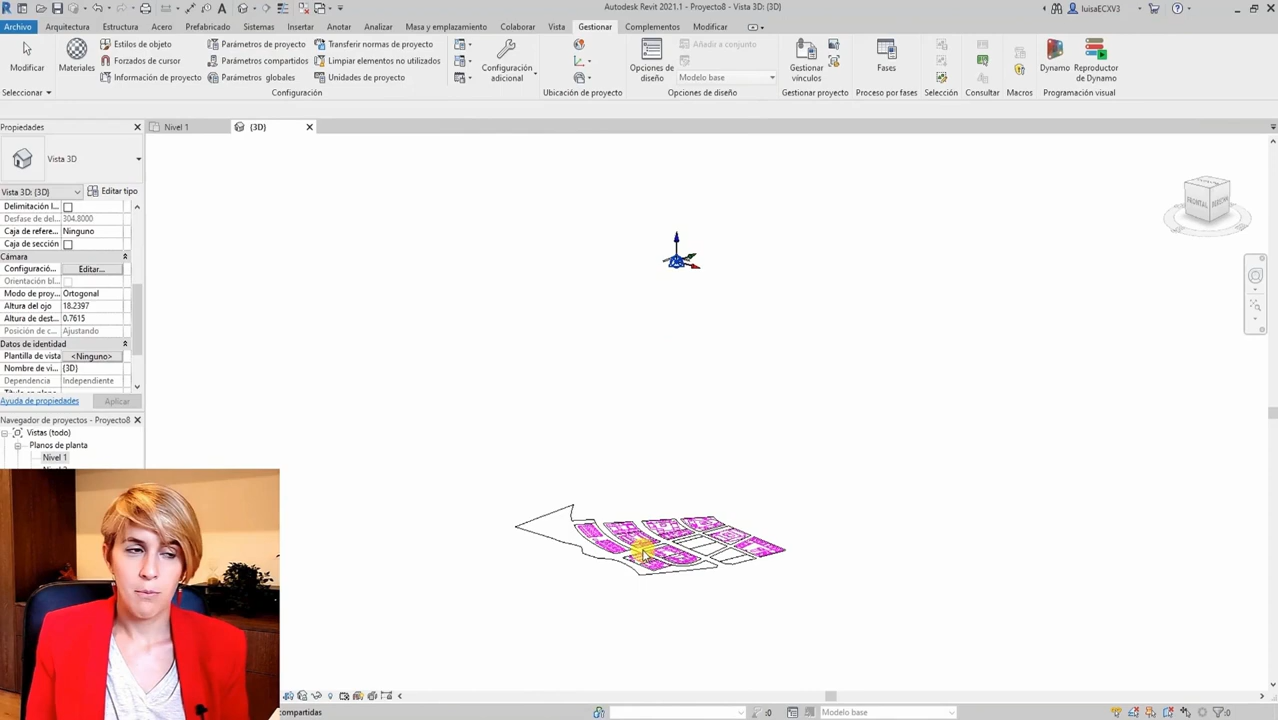 Autodesk Revit 2021.1 - Proyecto8 - Vista 3D: {3D}
luisaECXV3
Archivo Arquitectura Estructura Acero Prefabricado Sistemas Insertar Anotar Analizar Masa y emplazamiento Colaborar Vista Gestionar Complementos Modificar
Modificar
Seleccionar
Materiales
Estilos de objeto
Forzados de cursor
Información de proyecto
Parámetros de proyecto
Parámetros compartidos
Parámetros globales
Transferir normas de proyecto
Limpiar elementos no utilizados
Unidades de proyecto
Configuración
adicional
Configuración
Ubicación de proyecto
Opciones de
diseño
Añadir a conjunto
Modelo base
Opciones de diseño
Gestionar
vínculos
Gestionar proyecto
Fases
Proceso por fases
Selección
Consultar
Macros
Dynamo
Reproductor
de Dynamo
Programación visual
Propiedades
Nivel 1
{3D}
Vista 3D
Vista 3D: {3D}
Editar tipo
Delimitación l...
Desfase de del... 304.8000
Caja de refere... Ninguno
Caja de sección
Cámara
Configuració... Editar...
Orientación bl...
Modo de proy... Ortogonal
Altura del ojo 18.2397
Altura de dest... 0.7615
Posición de c... Ajustando
Datos de identidad
Plantilla de vista <Ninguno>
Nombre de vi... {3D}
Dependencia Independiente
Ayuda de propiedades
Aplicar
Navegador de proyectos - Proyecto8
Vistas (todo)
Planos de planta
Nivel 1
FRONTAL
DERECHA
compartidas
:0
Modelo base
:0